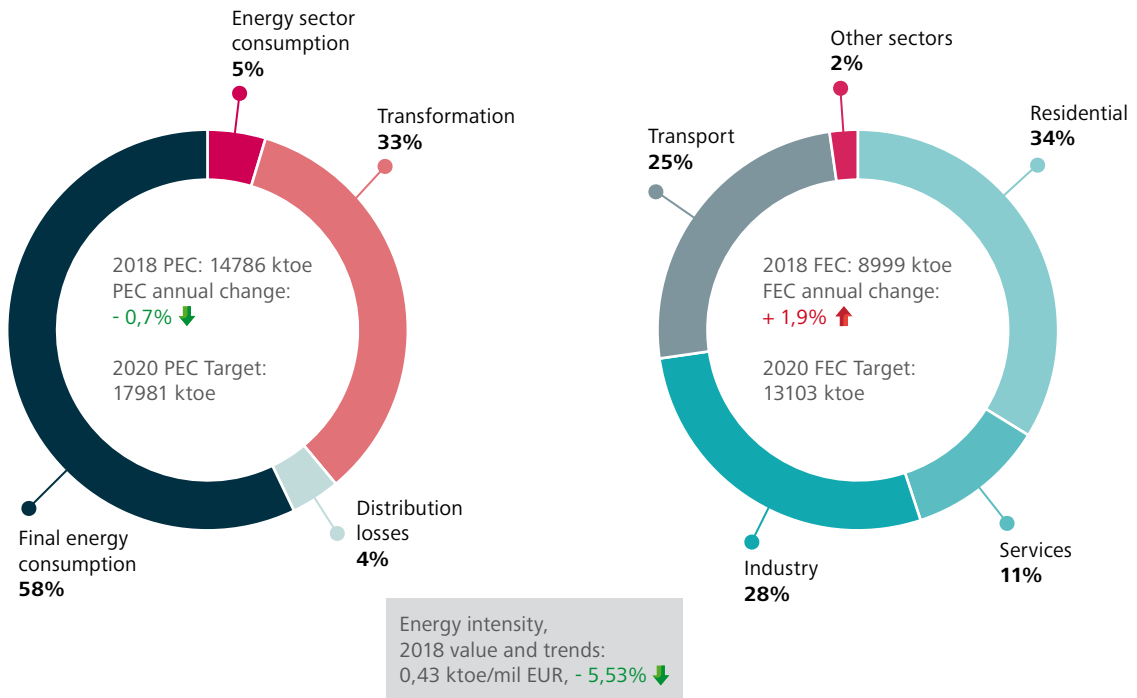 Energy sector
consumption
5%
Transformation
33%
2018 PEC: 14786 ktoe
PEC annual change:
- 0,7%
2020 PEC Target:
17981 ktoe
Distribution
losses
4%
Final energy
consumption
58%
Other sectors
2%
Residential
34%
Transport
25%
2018 FEC: 8999 ktoe
FEC annual change:
+ 1,9%
2020 FEC Target:
13103 ktoe
Services
11%
Industry
28%
Energy intensity,
2018 value and trends:
0,43 ktoe/mil EUR, - 5,53%